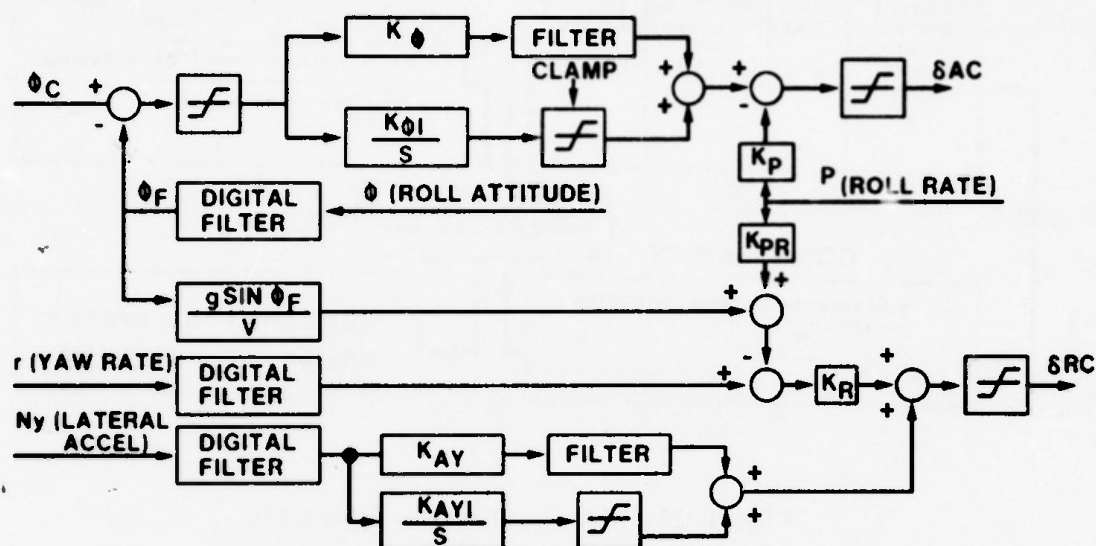 K Φ
FILTER
CLAMP
ΦC
+
-
+
+
+
-
δAC
KΦI
S
KP
P (ROLL RATE)
ΦF
DIGITAL
FILTER
Φ (ROLL ATTITUDE)
KPR
+
gSIN ΦF
V
+
-
r (YAW RATE)
DIGITAL
FILTER
+
KR
+
+
δRC
Ny (LATERAL
ACCEL)
DIGITAL
FILTER
KAY
FILTER
+
+
KAYI
S